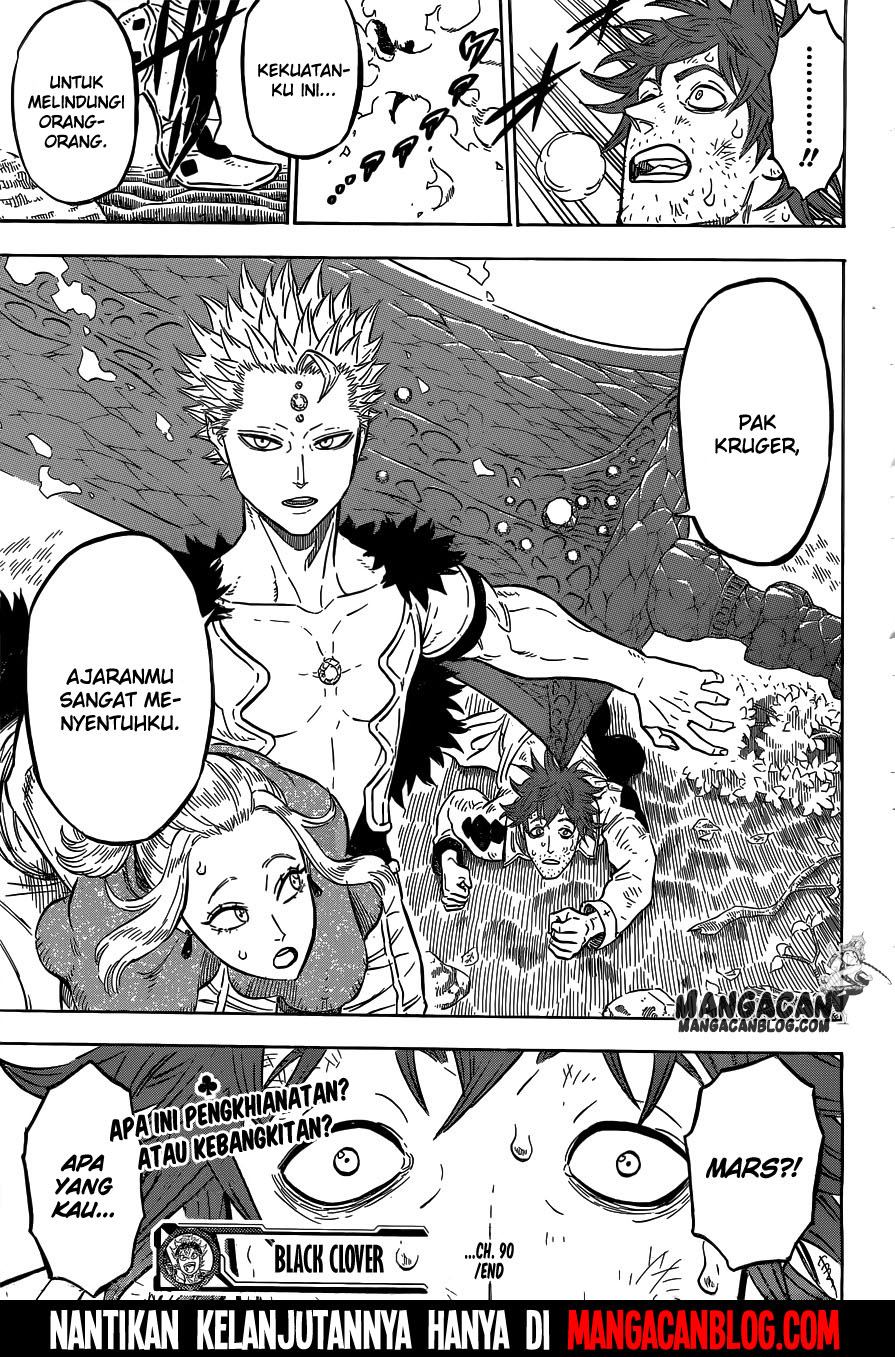 ......!!
KEKUATAN-
KU INI...
UNTUK
MELINDUNGI
ORANG-
ORANG.
PAK
KRUGER,
AJARANMU
SANGAT ME-
NYENTUHKU.
MANGACAN
MANGACANBLOG.COM
MARS?!
APA INI PENGKHIANATAN?
ATAU KEBANGKITAN?
APA
YANG
KAU...
BLACK CLOVER
...CH. 90
/END
NANTIKAN KELANJUTANNYA HANYA DI MANGACANBLOG.COM